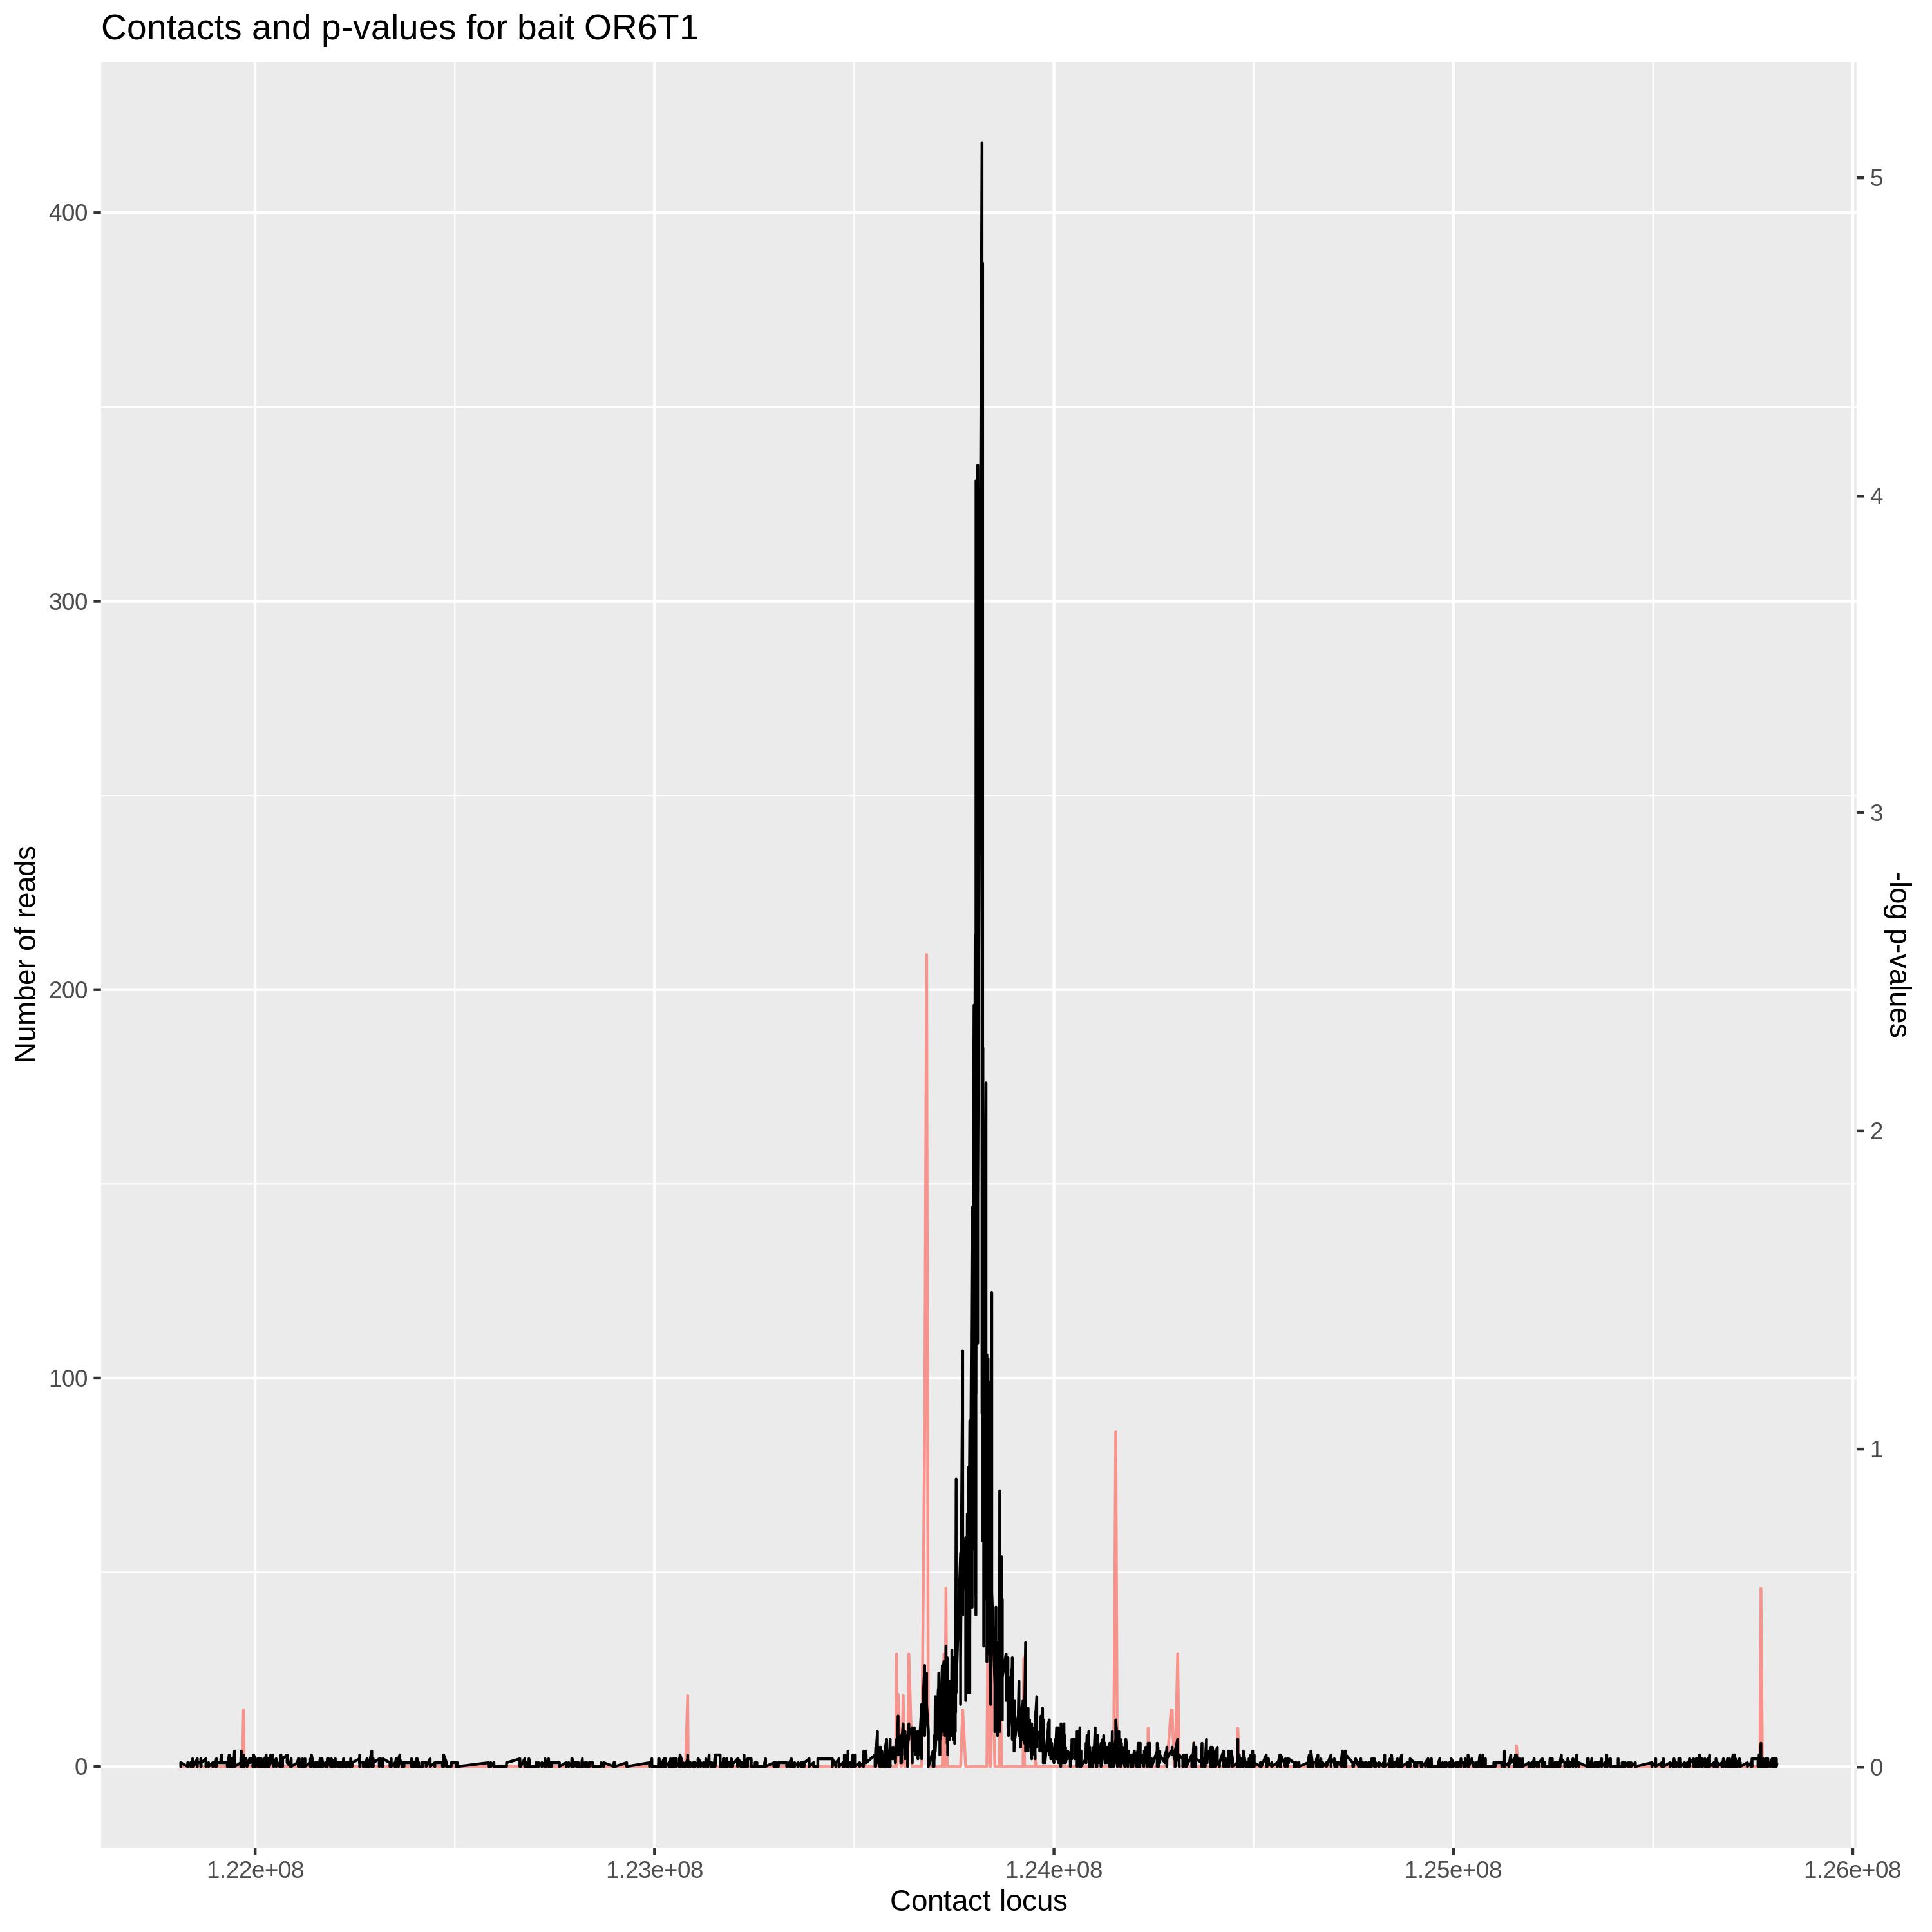 Contacts and p-values for bait OR6T1
Number of reads
400
300
200
100
0
5
4
3
2
1
0
-log p-values
1.22e+08
1.23e+08
1.24e+08
1.25e+08
1.26e+08
Contact locus